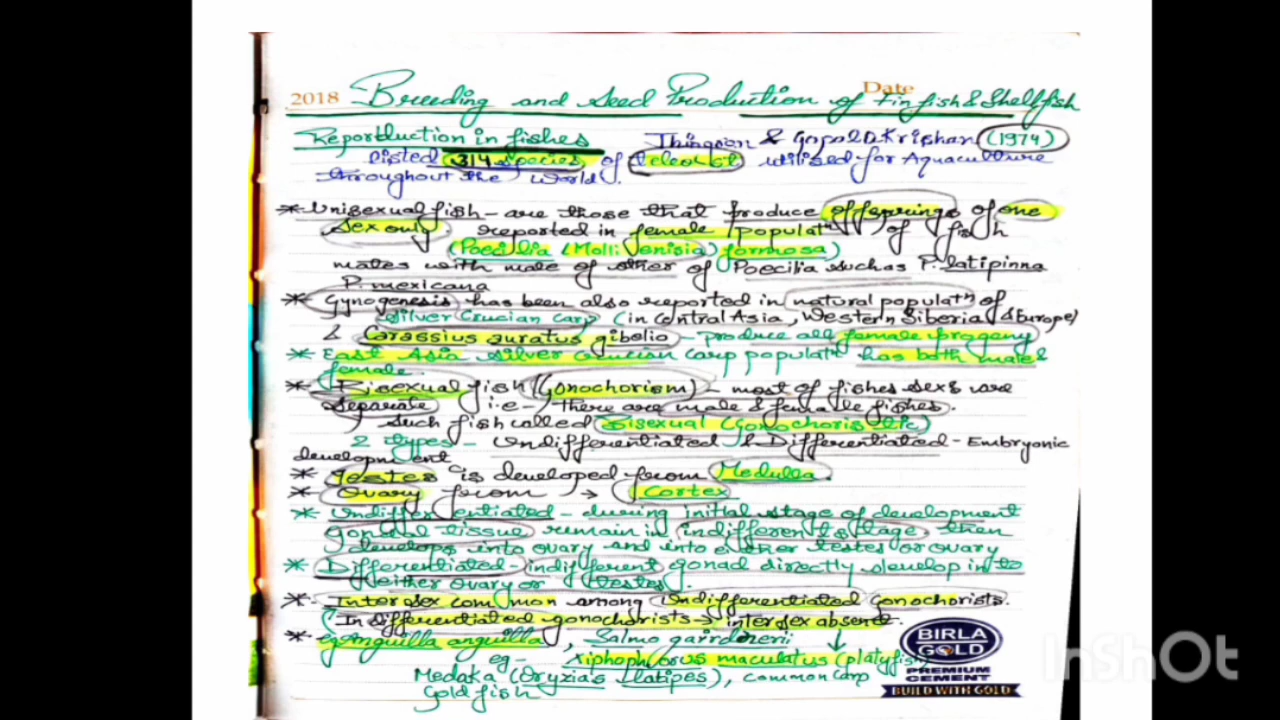 2018 Breeding and Seed Production of Finfish & Shellfish
Date
Reporduction in fishes Thingran & Gopal D. Krishan (1974)
listed 314 species of teleost utilised for Aquaculture
throughout the world.
* Unisexual fish - are those that produce offsprings of one
sex only reported in female populatn of fish
(Poecilia (Mollienisia) formosa)
mates with male of other of Poecilia such as P. latipinna
P. mexicana
* Gynogenesis has been also reported in natural populatn of
silver Crucian carp (in Central Asia, Western Siberia & Europe)
& Carassius auratus gibelio - produce all female progeny
* East Asia silver crucian carp populatn has both male &
female.
* Bisexual fish (Gonochorism) - most of fishes sex are
separate i.e - there are male & female fishes.
Such fish called Bisexual (Gonochoristic)
2 types - Undifferentiated & Differentiated - Embryonic
development
* Testes is developed from Medulla.
* Ovary from → Cortex
* Undifferentiated - during initial stage of development
gonadal tissue remain in indifferent stage then
develops into ovary and into either testes or ovary
* Differentiated - indifferent gonad directly develop into
either ovary or testes.
* Intersex common among Undifferentiated Gonochorists.
In differentiated gonochorists → intersex absent.
* eg Anguilla anguilla, Salmo gairdneni
eg - Xiphophorus maculatus (platyfish)
Medaka (Oryzias latipes), common carp
Gold fish
BIRLA
GOLD
PREMIUM
CEMENT
BUILD WITH GOLD
InShOt